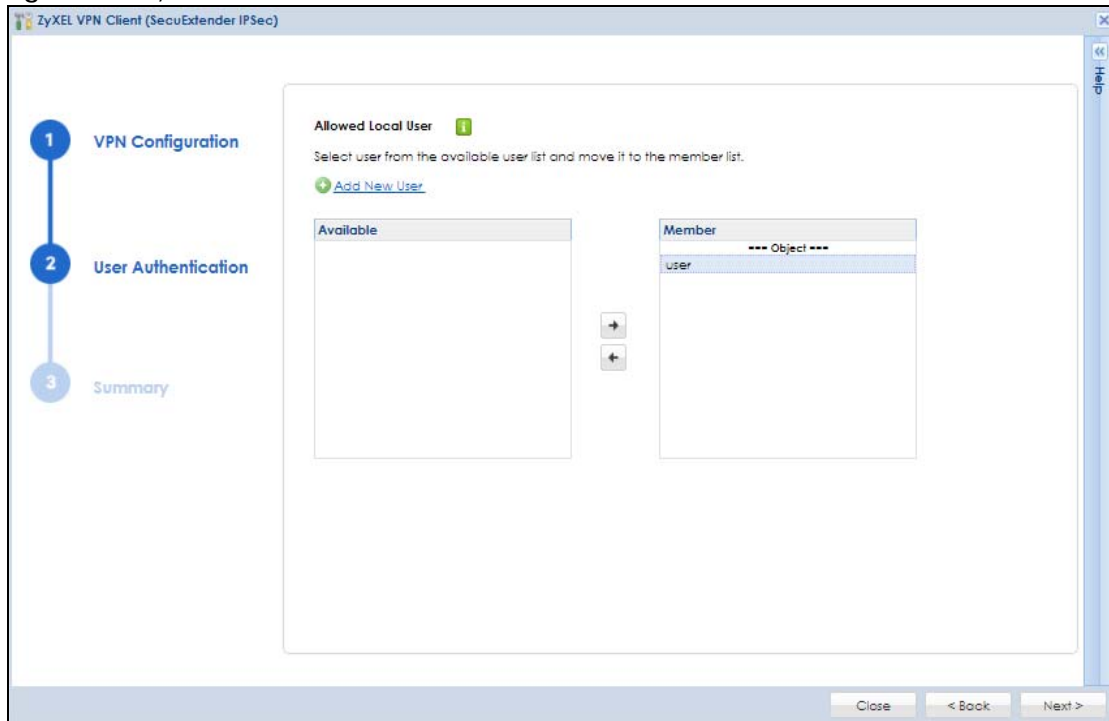 ZyXEL VPN Client (SecuExtender IPSec)
Help
1 VPN Configuration
2 User Authentication
3 Summary
Allowed Local User
Select user from the available user list and move it to the member list.
Add New User
Available
Member
=== Object ===
user
Close
< Back
Next >